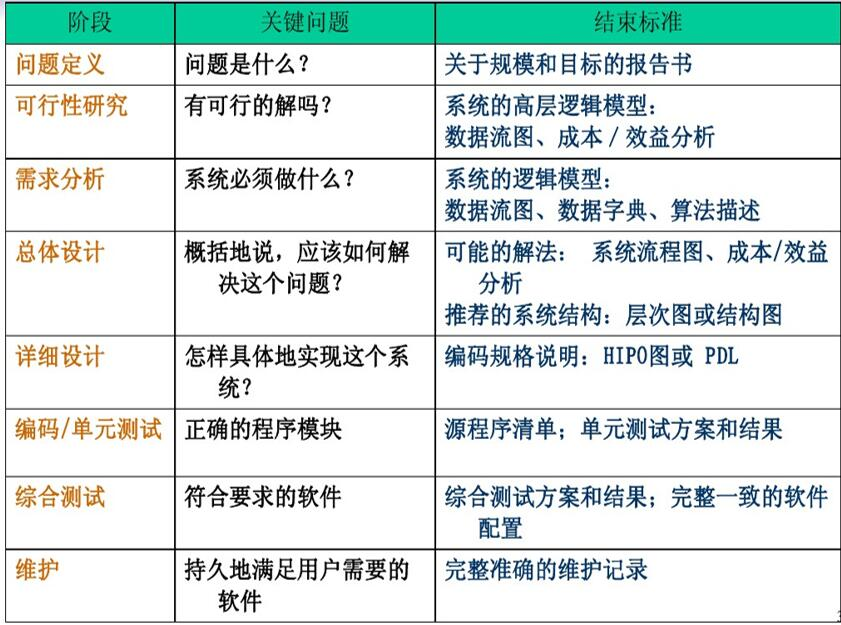 阶段 关键问题 结束标准
问题定义 问题是什么？ 关于规模和目标的报告书
可行性研究 有可行的解吗？ 系统的高层逻辑模型：
数据流图、成本／效益分析
需求分析 系统必须做什么？ 系统的逻辑模型：
数据流图、数据字典、算法描述
总体设计 概括地说，应该如何解 可能的解法： 系统流程图、成本/效益
决这个问题？ 分析
推荐的系统结构：层次图或结构图
详细设计 怎样具体地实现这个系 编码规格说明：HIPO图或 PDL
统？
编码/单元测试 正确的程序模块 源程序清单；单元测试方案和结果
综合测试 符合要求的软件 综合测试方案和结果；完整一致的软件
配置
维护 持久地满足用户需要的 完整准确的维护记录
软件